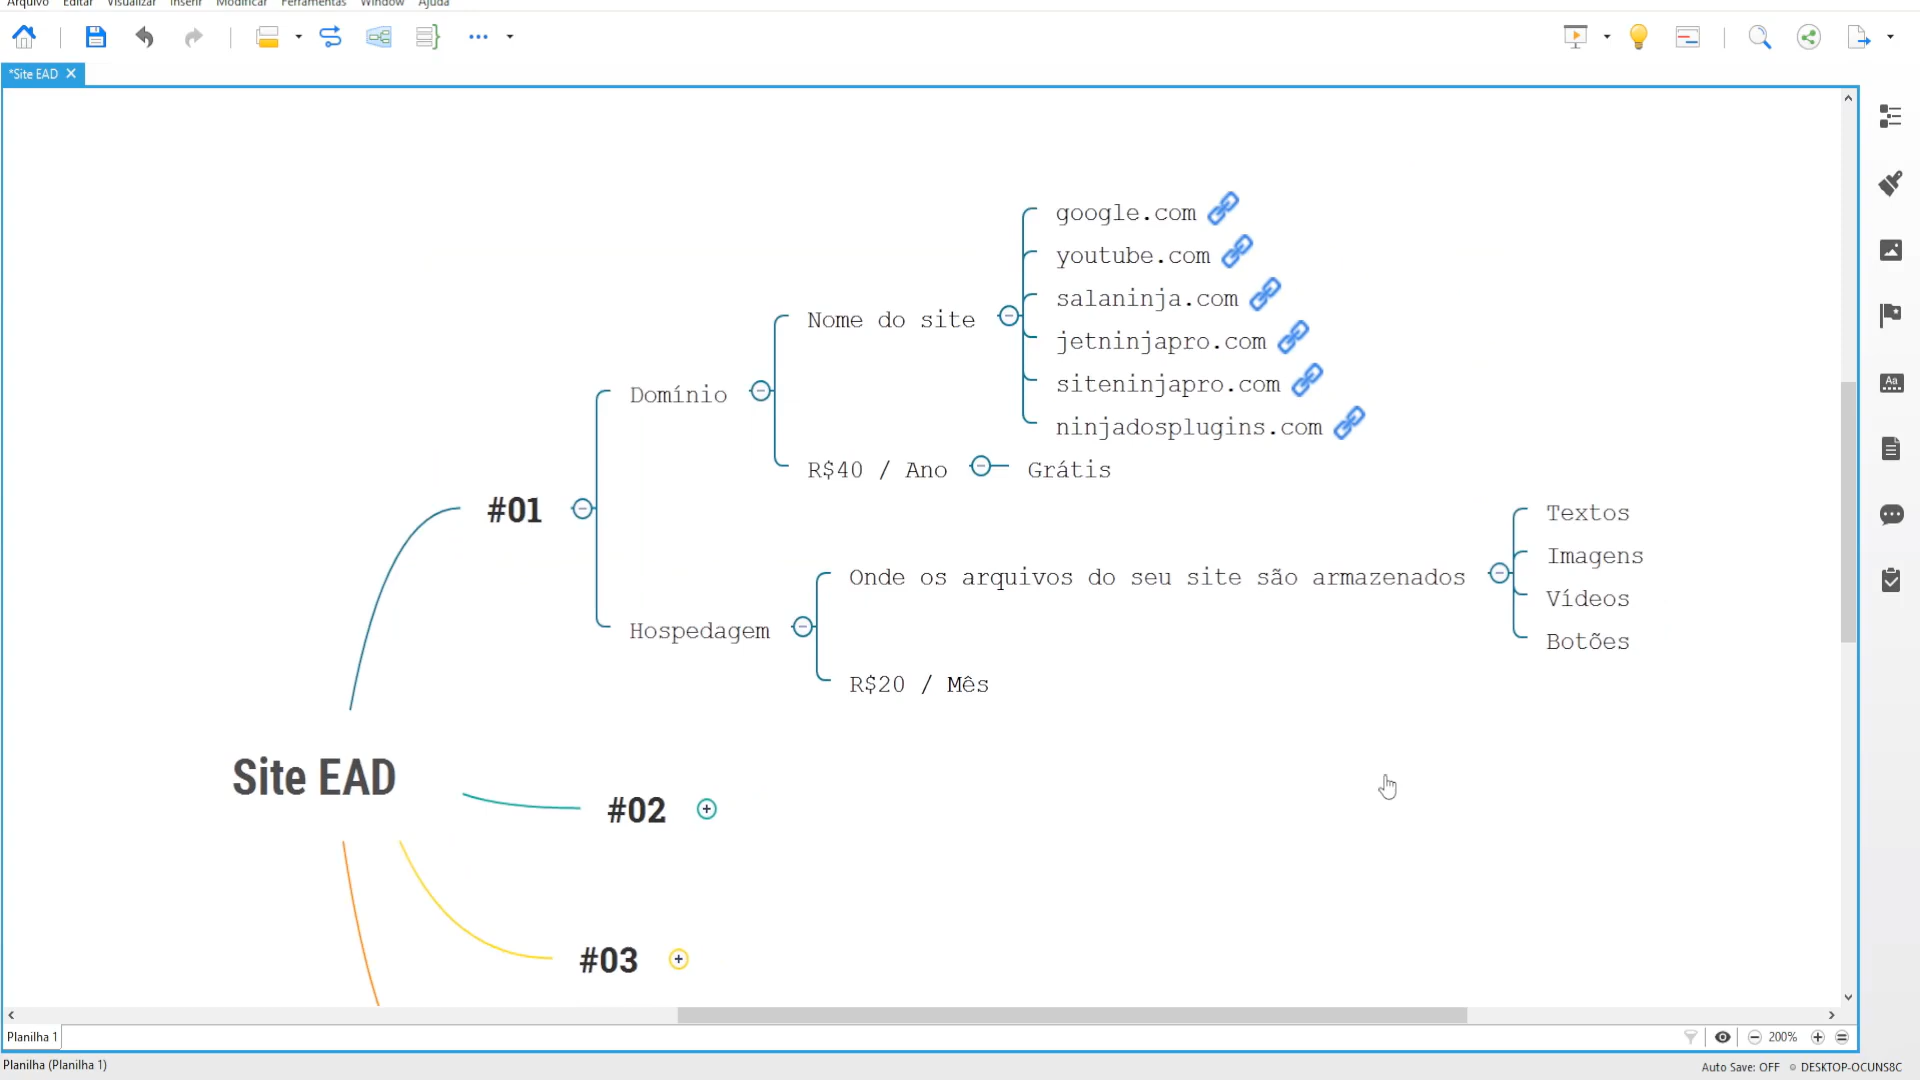 Arquivo Editar Visualizar Inserir Modificar Ferramentas Window Ajuda
*Site EAD
google.com
youtube.com
salaninja.com
Nome do site
jetninjapro.com
siteninjapro.com
Domínio
ninjadosplugins.com
R$40 / Ano
Grátis
#01
Textos
Imagens
Onde os arquivos do seu site são armazenados
Vídeos
Hospedagem
Botões
R$20 / Mês
Site EAD
#02
#03
Planilha 1
200%
Planilha (Planilha 1)
Auto Save: OFF
DESKTOP-OCUNS8C
Aa